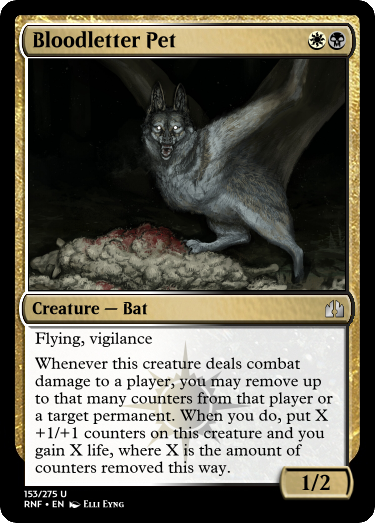 Bloodletter Pet
Creature — Bat
Flying, vigilance
Whenever this creature deals combat
damage to a player, you may remove up
to that many counters from that player or
a target permanent. When you do, put X
+1/+1 counters on this creature and you
gain X life, where X is the amount of
counters removed this way.
1/2
153/275 U
RNF • EN Elli Eyng